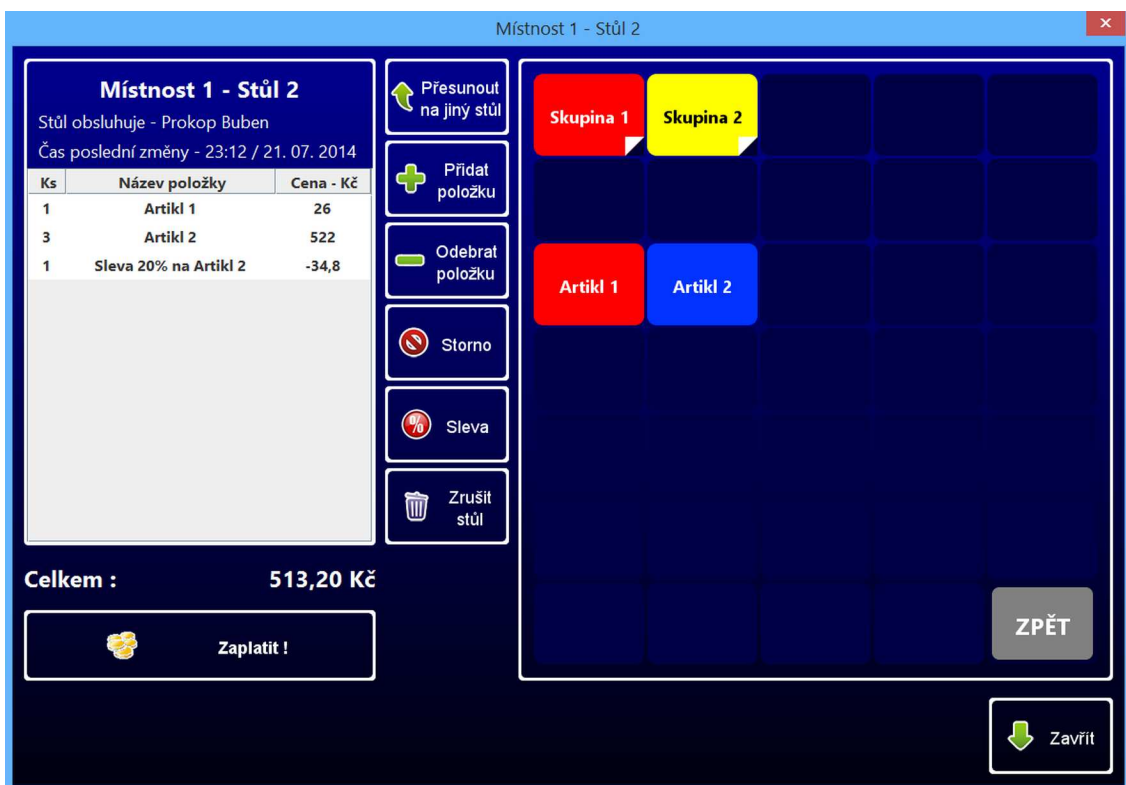 Místnost 1 - Stůl 2
×
Místnost 1 - Stůl 2
Stůl obsluhuje - Prokop Buben
Čas poslední změny - 23:12 / 21. 07. 2014
Ks Název položky Cena - Kč
1 Artikl 1 26
3 Artikl 2 522
1 Sleva 20% na Artikl 2 -34,8
Celkem : 513,20 Kč
Zaplatit !
Přesunout
na jiný stůl
Přidat
položku
Odebrat
položku
Storno
% Sleva
Zrušit
stůl
Skupina 1 Skupina 2
Artikl 1 Artikl 2
ZPĚT
Zavřít